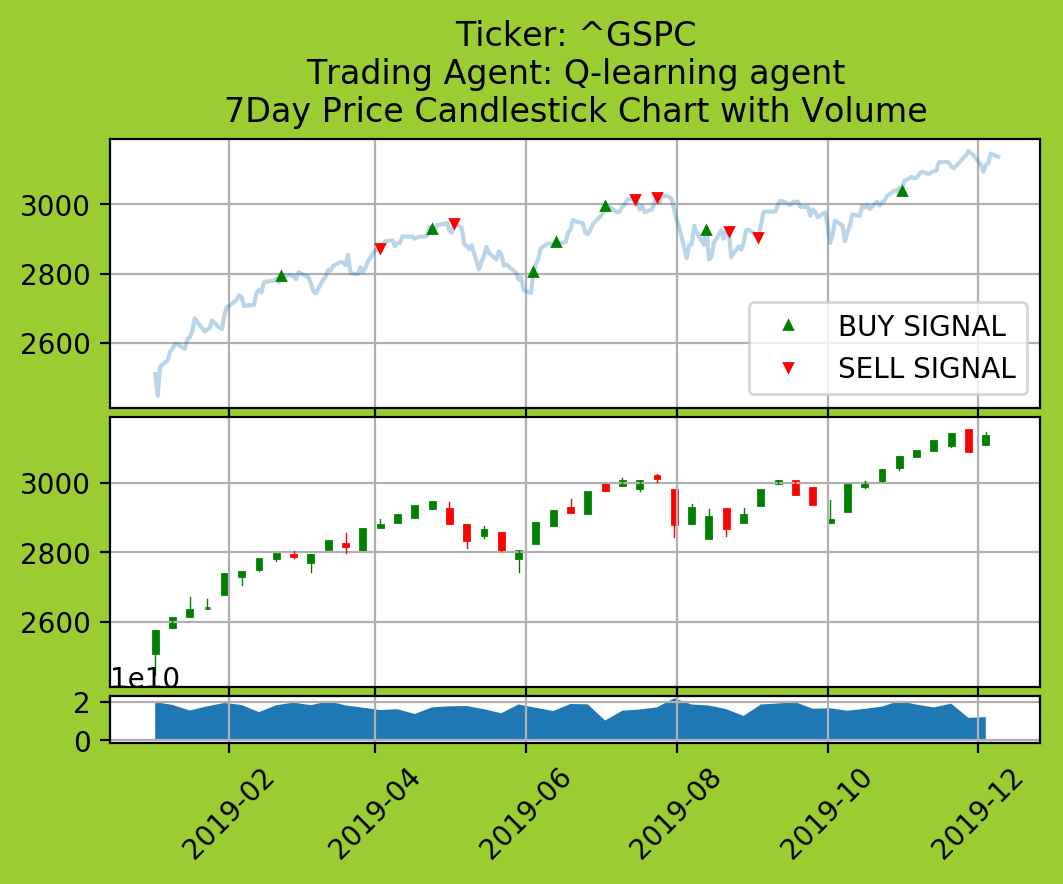 Ticker: ^GSPC
Trading Agent: Q-learning agent
7Day Price Candlestick Chart with Volume
3000
2800
2600
BUY SIGNAL
SELL SIGNAL
3000
2800
2600
1e10
2
0
2019-02 2019-04 2019-06 2019-08 2019-10 2019-12